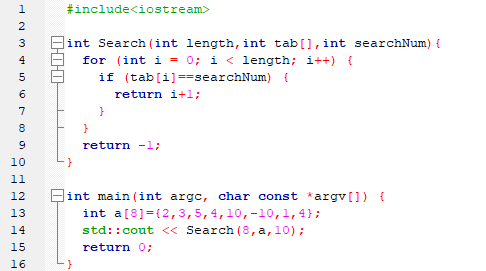 1 #include<iostream>
2
3 int Search(int length,int tab[],int searchNum){
4 for (int i = 0; i < length; i++) {
5 if (tab[i]==searchNum) {
6 return i+1;
7 }
8 }
9 return -1;
10 }
11
12 int main(int argc, char const *argv[]) {
13 int a[8]={2,3,5,4,10,-10,1,4};
14 std::cout << Search(8,a,10);
15 return 0;
16 }